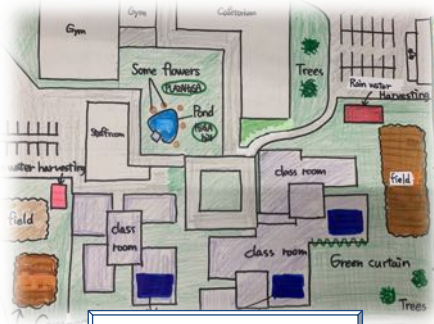 Gym
Gym
Cafetorium
Some flowers
Trees
Rain water
Harvesting
Pond
Staffroom
water harvesting
class room
field
field
class
room
class room
Green curtain
Trees